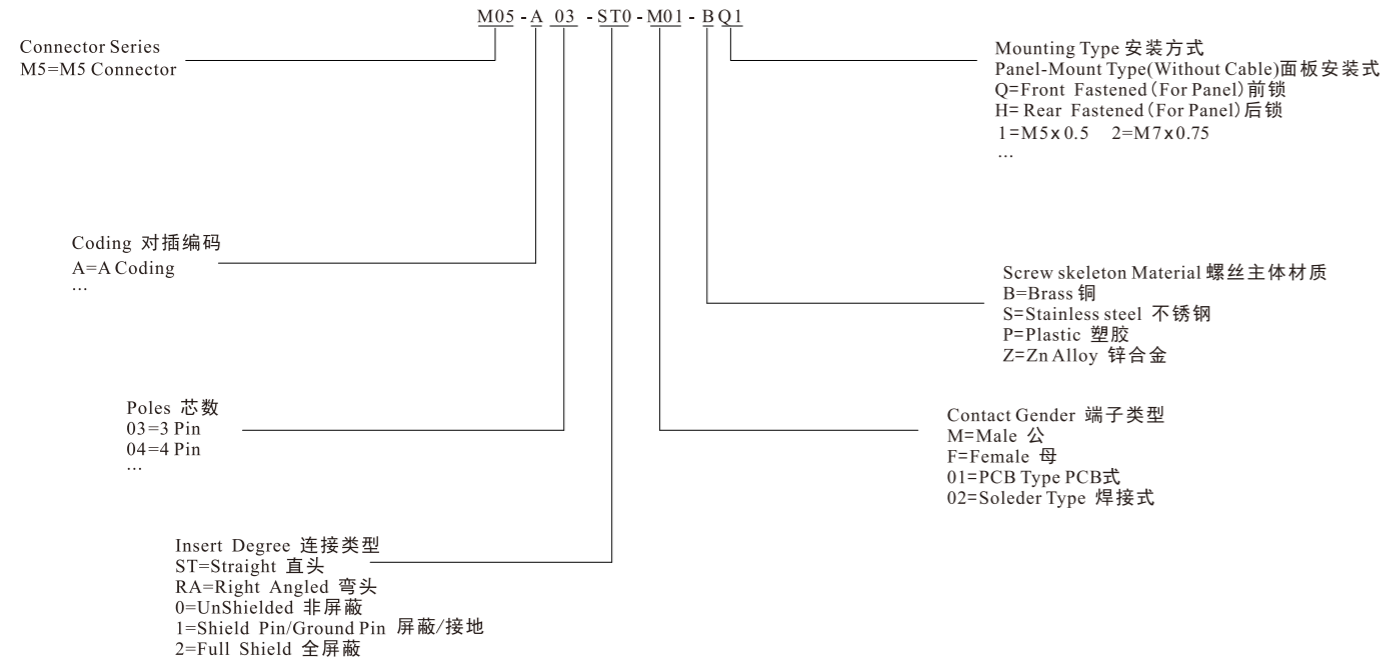 M05-A 03 -ST0-M01-BQ1
Connector Series
M5=M5 Connector
Mounting Type 安装方式
Panel-Mount Type(Without Cable)面板安装式
Q=Front Fastened(For Panel)前锁
H= Rear Fastened(For Panel)后锁
1=M5x0.5 2=M7x0.75
...
Coding 对插编码
A=A Coding
...
Screw skeleton Material 螺丝主体材质
B=Brass 铜
S=Stainless steel 不锈钢
P=Plastic 塑胶
Z=Zn Alloy 锌合金
Poles 芯数
03=3 Pin
04=4 Pin
...
Contact Gender 端子类型
M=Male 公
F=Female 母
01=PCB Type PCB式
02=Soleder Type 焊接式
Insert Degree 连接类型
ST=Straight 直头
RA=Right Angled 弯头
0=UnShielded 非屏蔽
1=Shield Pin/Ground Pin 屏蔽/接地
2=Full Shield 全屏蔽